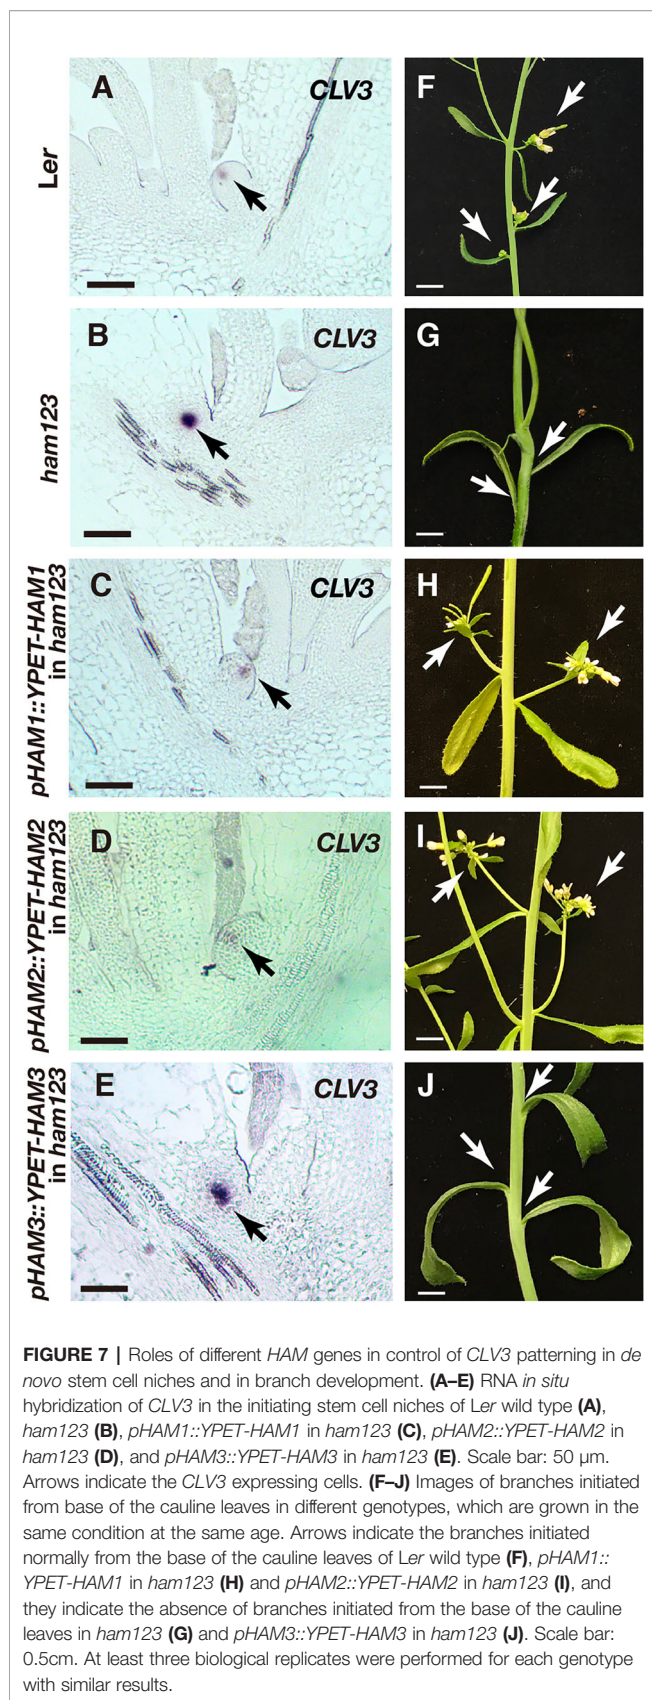 Ler
A
CLV3
F
ham123
B
CLV3
G
pHAM1::YPET-HAM1
in ham123
C
CLV3
H
pHAM2::YPET-HAM2
in ham123
D
CLV3
I
pHAM3::YPET-HAM3
in ham123
E
CLV3
J
FIGURE 7 | Roles of different HAM genes in control of CLV3 patterning in de
novo stem cell niches and in branch development. (A–E) RNA in situ
hybridization of CLV3 in the initiating stem cell niches of Ler wild type (A),
ham123 (B), pHAM1::YPET-HAM1 in ham123 (C), pHAM2::YPET-HAM2 in
ham123 (D), and pHAM3::YPET-HAM3 in ham123 (E). Scale bar: 50 μm.
Arrows indicate the CLV3 expressing cells. (F–J) Images of branches initiated
from base of the cauline leaves in different genotypes, which are grown in the
same condition at the same age. Arrows indicate the branches initiated
normally from the base of the cauline leaves of Ler wild type (F), pHAM1::
YPET-HAM1 in ham123 (H) and pHAM2::YPET-HAM2 in ham123 (I), and
they indicate the absence of branches initiated from the base of the cauline
leaves in ham123 (G) and pHAM3::YPET-HAM3 in ham123 (J). Scale bar:
0.5cm. At least three biological replicates were performed for each genotype
with similar results.